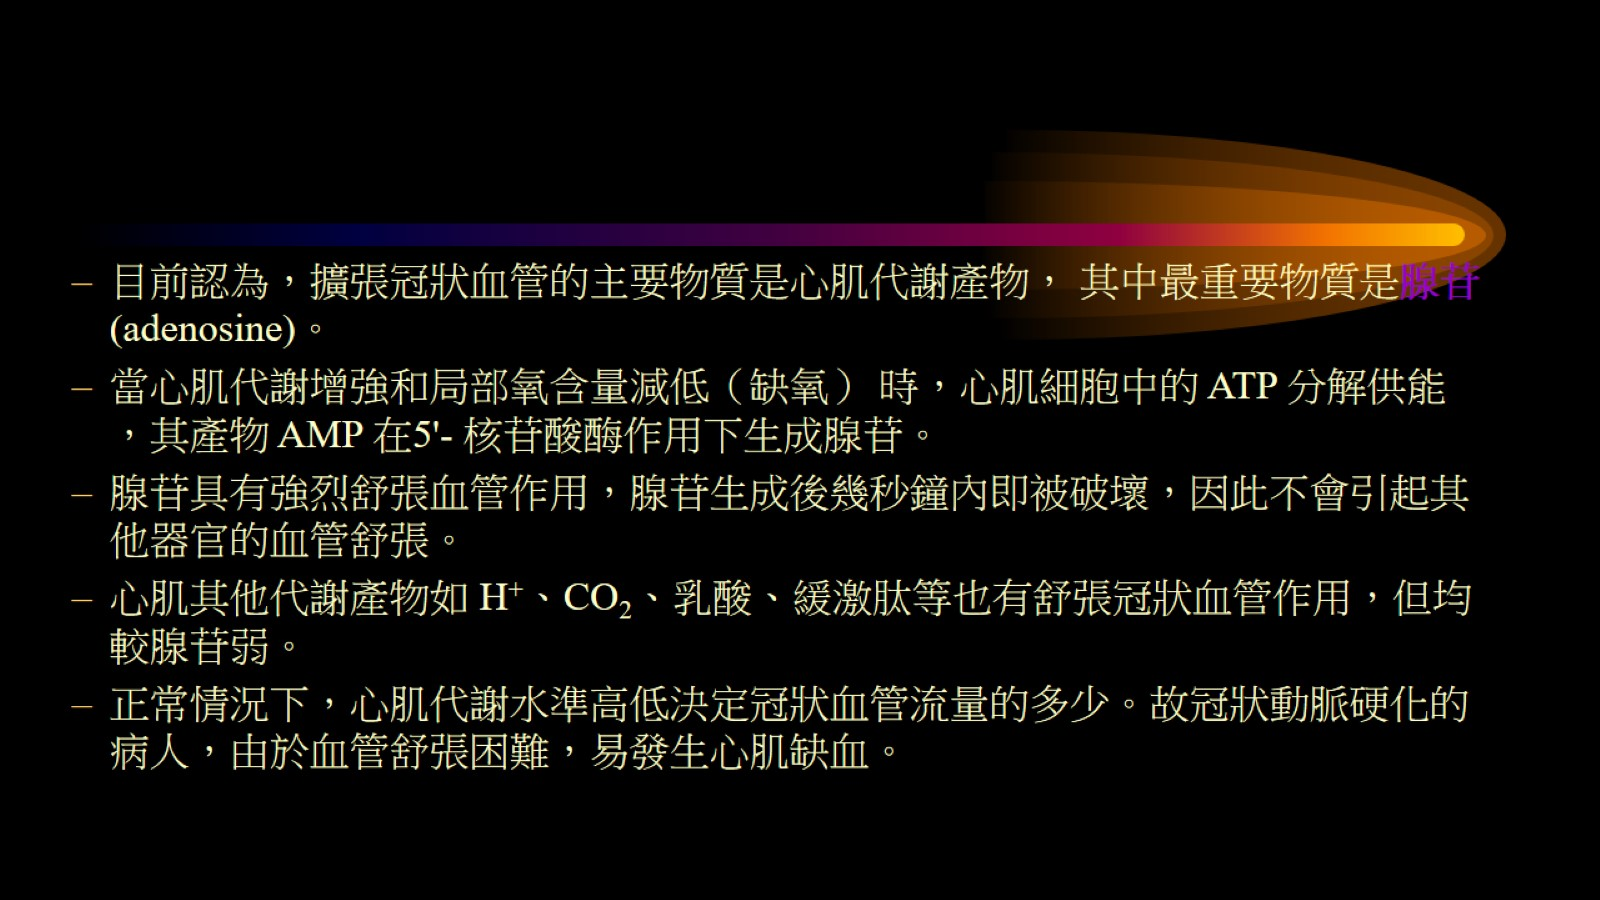 – 目前認為，擴張冠狀血管的主要物質是心肌代謝產物， 其中最重要物質是腺苷
(adenosine)。
– 當心肌代謝增強和局部氧含量減低（缺氧） 時，心肌細胞中的 ATP 分解供能
，其產物 AMP 在5'- 核苷酸酶作用下生成腺苷。
– 腺苷具有強烈舒張血管作用，腺苷生成後幾秒鐘內即被破壞，因此不會引起其
他器官的血管舒張。
– 心肌其他代謝產物如 H⁺、CO₂、乳酸、緩激肽等也有舒張冠狀血管作用，但均
較腺苷弱。
– 正常情況下，心肌代謝水準高低決定冠狀血管流量的多少。故冠狀動脈硬化的
病人，由於血管舒張困難，易發生心肌缺血。